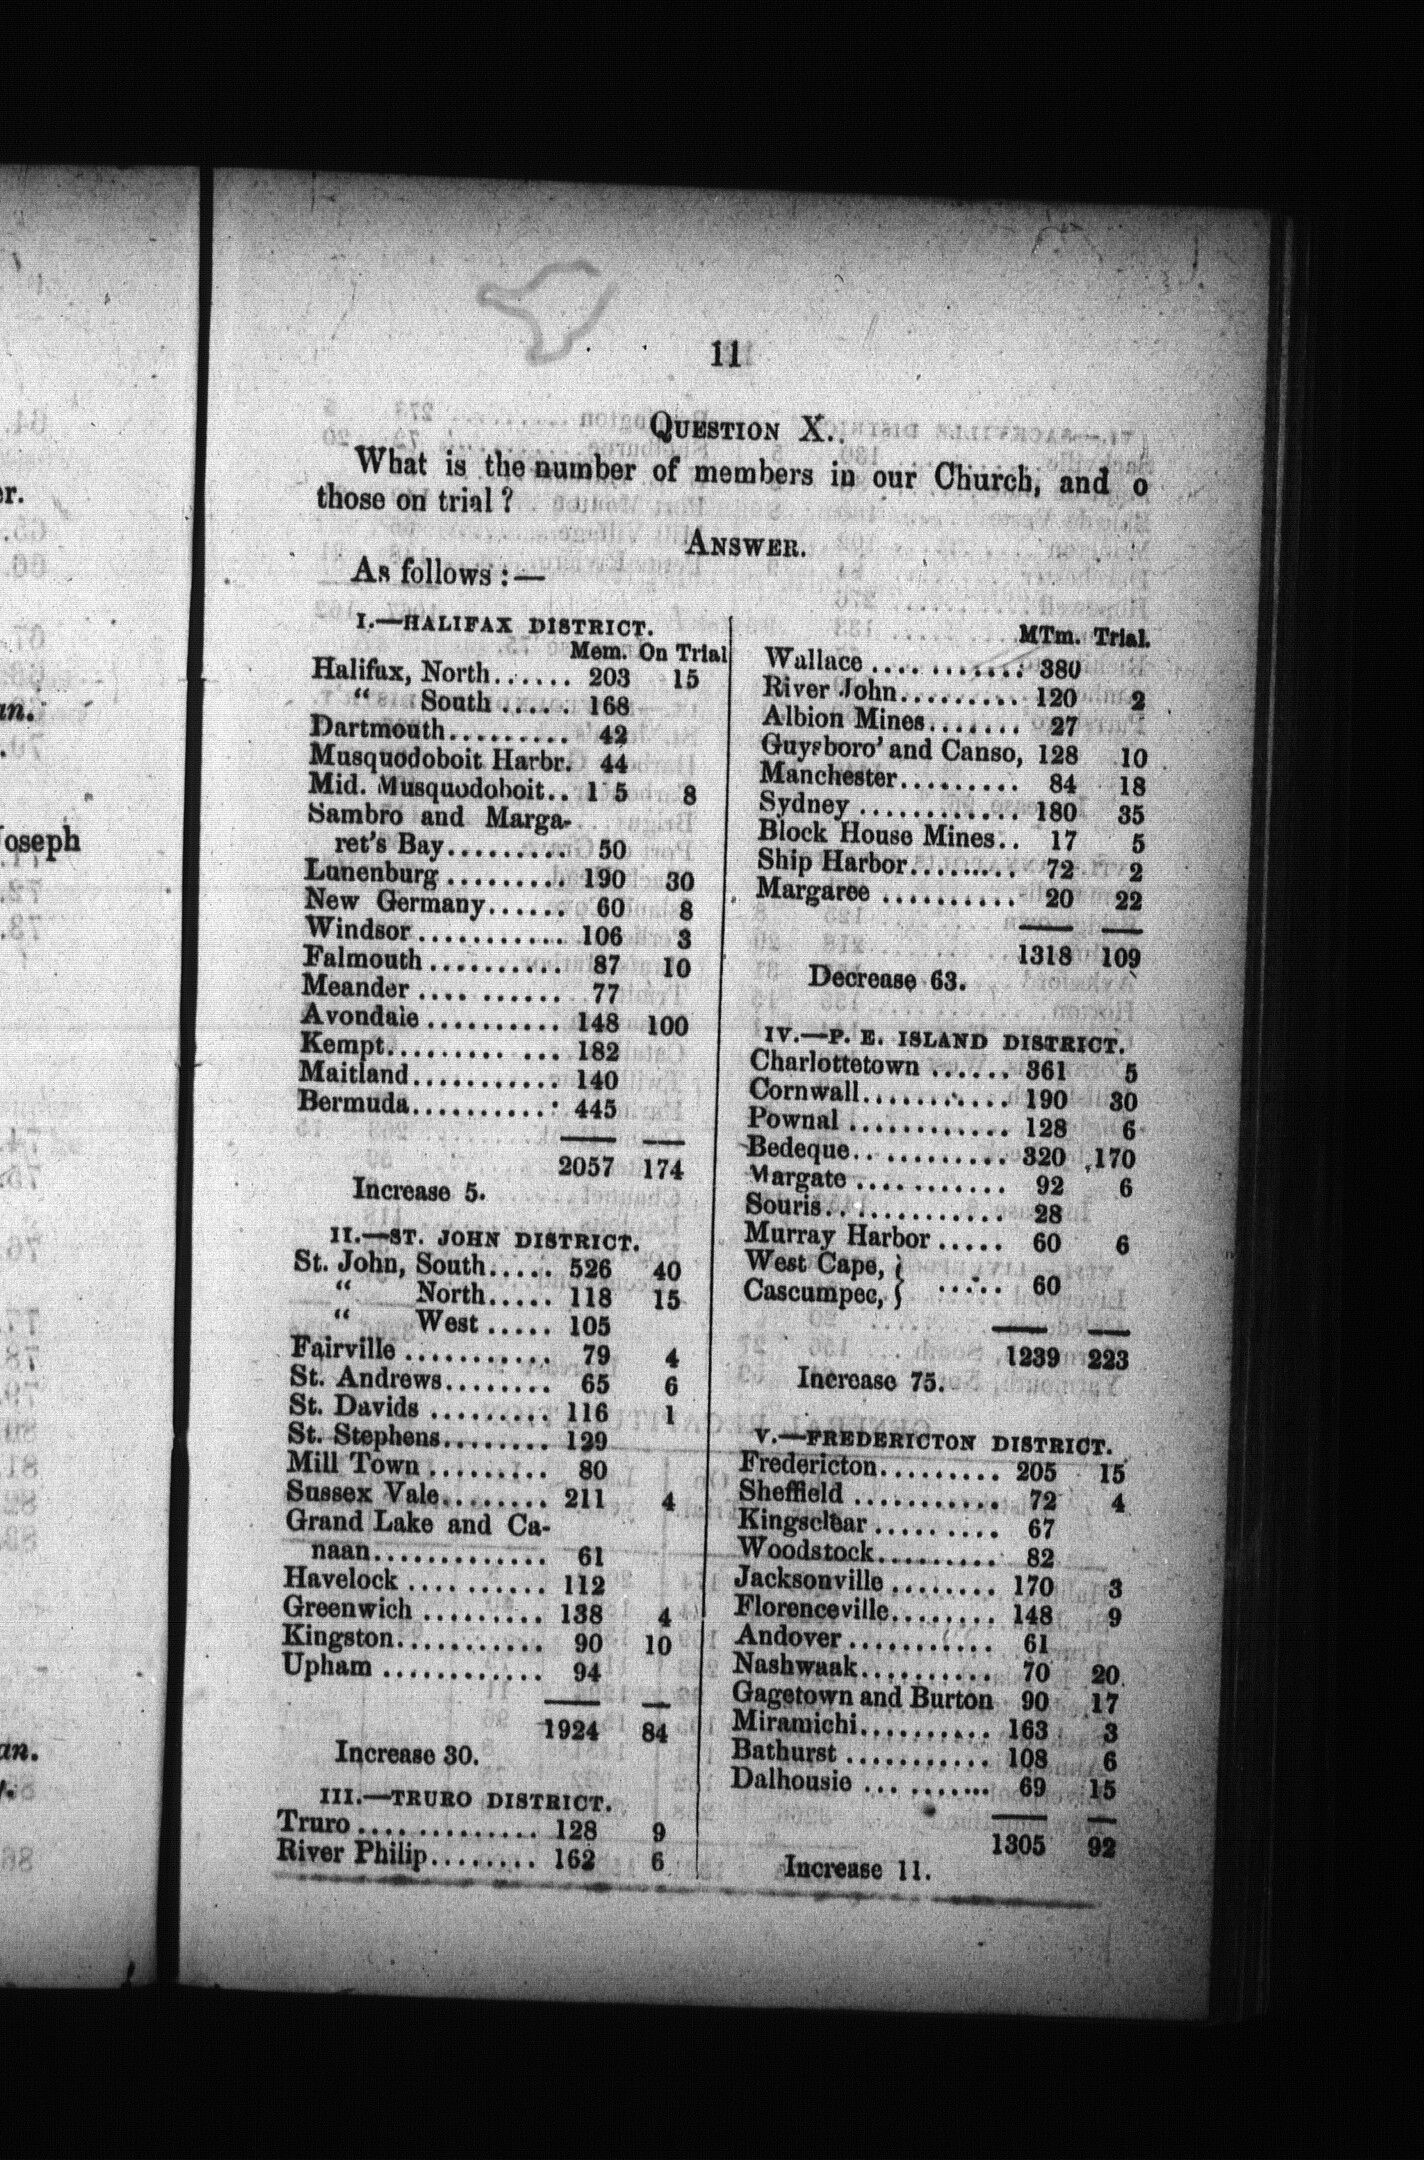 11
QUESTION X.
What is the number of members in our Church, and o
those on trial?
ANSWER.
As follows:—
I.—HALIFAX DISTRICT.
Mem. On Trial
Halifax, North...... 203 15
“ South..... 168
Dartmouth......... 42
Musquodoboit Harbr. 44
Mid. Musquodoboit.. 1 5 8
Sambro and Marga-
ret's Bay......... 50
Lunenburg......... 190 30
New Germany...... 60 8
Windsor........... 106 3
Falmouth.......... 87 10
Meander.... ...... 77
Avondale.......... 148 100
Kempt............. 182
Maitland........... 140
Bermuda........... 445
2057 174
Increase 5.
II.—ST. JOHN DISTRICT.
St. John, South..... 526 40
“ North..... 118 15
“ West..... 105
Fairville........... 79 4
St. Andrews........ 65 6
St. Davids......... 116 1
St. Stephens........ 129
Mill Town......... 80
Sussex Vale........ 211 4
Grand Lake and Ca-
naan............. 61
Havelock.......... 112
Greenwich......... 138 4
Kingston........... 90 10
Upham............ 94
1924 84
Increase 30.
III.—TRURO DISTRICT.
Truro.............. 128 9
River Philip........ 162 6
MTm. Trial.
Wallace............ 380
River John......... 120 2
Albion Mines....... 27
Guysboro' and Canso, 128 10
Manchester......... 84 18
Sydney............ 180 35
Block House Mines.. 17 5
Ship Harbor........ 72 2
Margaree.......... 20 22
1318 109
Decrease 63.
IV.—P. E. ISLAND DISTRICT.
Charlottetown...... 361 5
Cornwall........... 190 30
Pownal............ 128 6
Bedeque............ 320 170
Margate........... 92 6
Souris............. 28
Murray Harbor..... 60 6
West Cape, }
Cascumpec, } ..... 60
1239 223
Increase 75.
V.—FREDERICTON DISTRICT.
Fredericton......... 205 15
Sheffield........... 72 4
Kingsclear......... 67
Woodstock......... 82
Jacksonville........ 170 3
Florenceville........ 148 9
Andover........... 61
Nashwaak.......... 70 20
Gagetown and Burton 90 17
Miramichi.......... 163 3
Bathurst........... 108 6
Dalhousie.......... 69 15
1305 92
Increase 11.